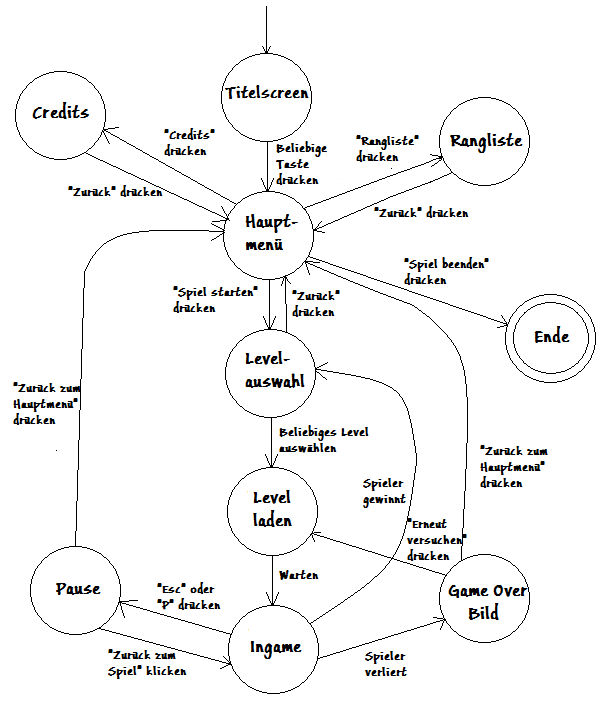 Titelscreen
Credits
"Credits"
drücken
Beliebige
Taste
drücken
"Rangliste"
drücken
Rangliste
"Zurück" drücken
"Zurück" drücken
Haupt-
menü
"Spiel beenden"
drücken
"Spiel starten"
drücken
"Zurück"
drücken
Ende
Level-
auswahl
"Zurück zum
Hauptmenü"
drücken
Beliebiges Level
auswählen
"Zurück zum
Hauptmenü"
drücken
Spieler
gewinnt
Level
laden
"Erneut
versuchen"
drücken
Warten
Pause
"Esc" oder
"P" drücken
Game Over
Bild
Ingame
"Zurück zum
Spiel" klicken
Spieler
verliert